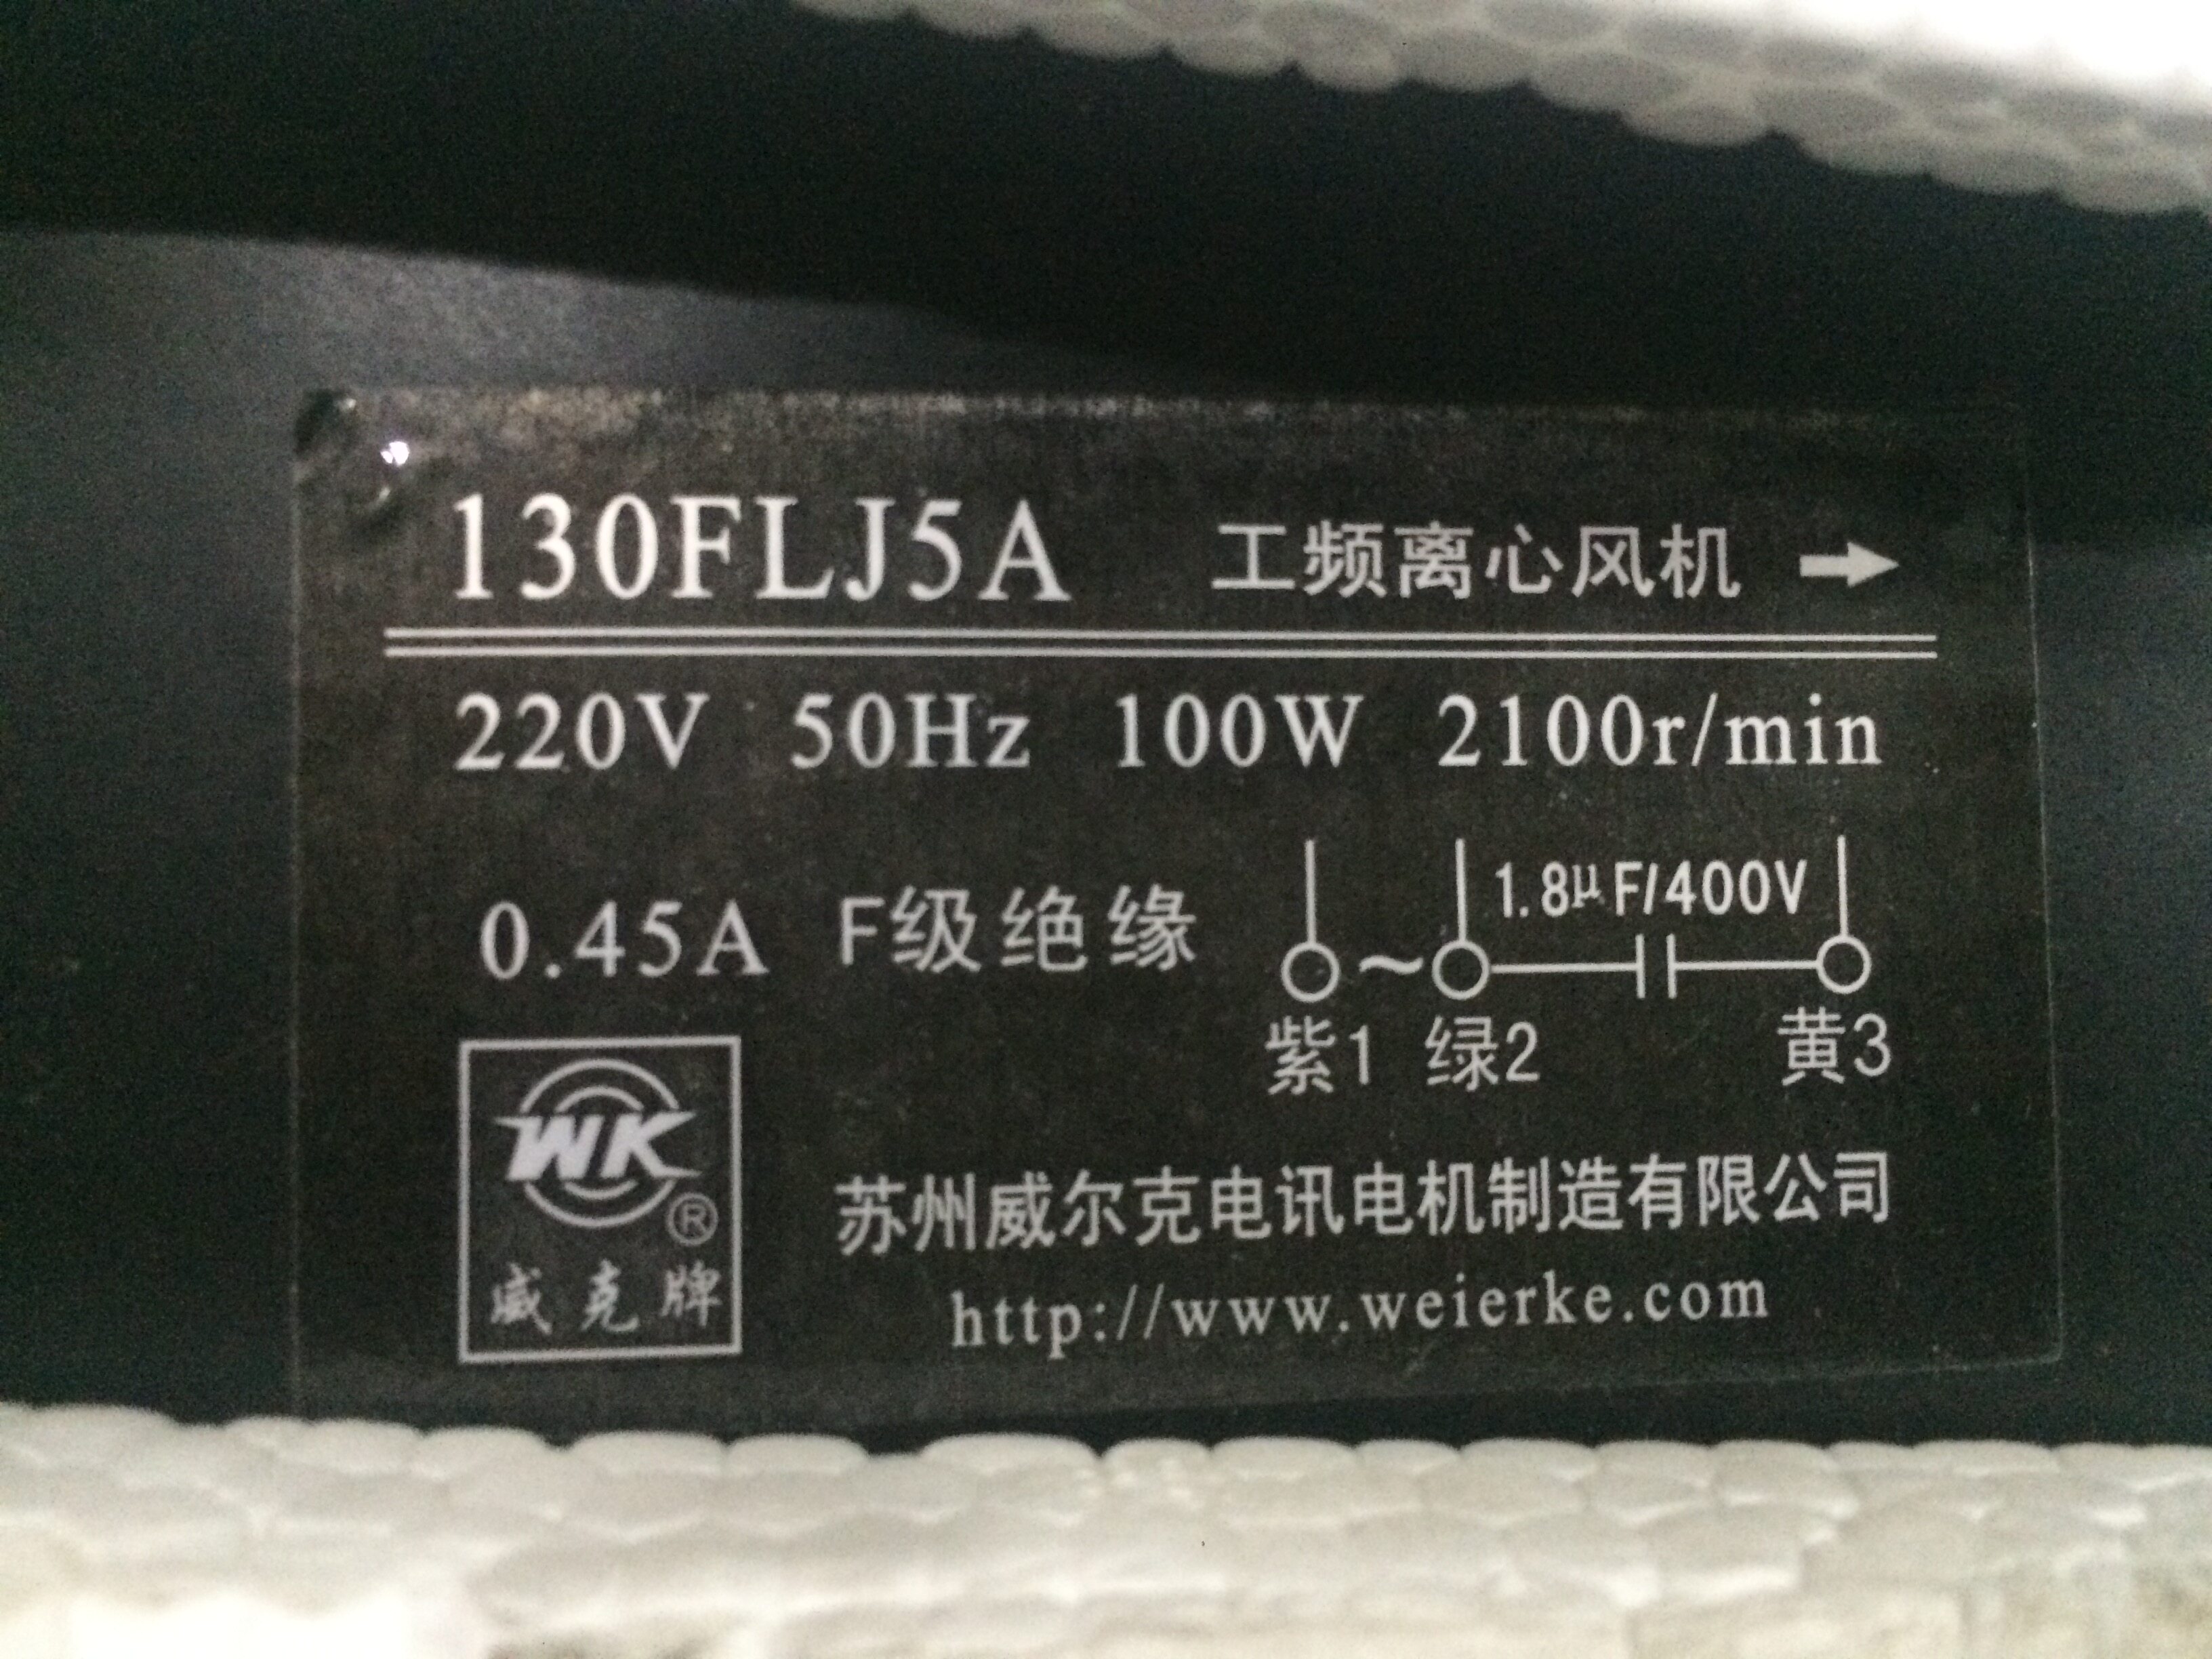 130FLJ5A 工频离心风机
220V 50Hz 100W 2100r/min
1.8μF/400V
0.45A F级绝缘 ~
紫1 绿2 黄3
WK
®
威克牌
苏州威尔克电讯电机制造有限公司
http://www.weierke.com